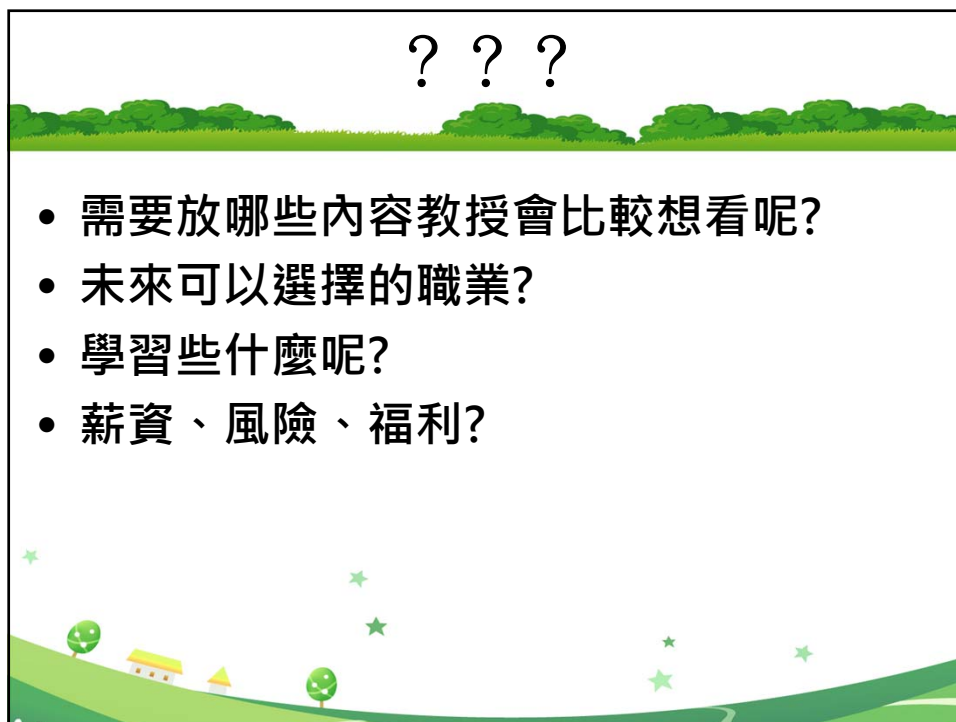 ？？？
• 需要放哪些內容教授會比較想看呢?
• 未來可以選擇的職業?
• 學習些什麼呢?
• 薪資、風險、福利?